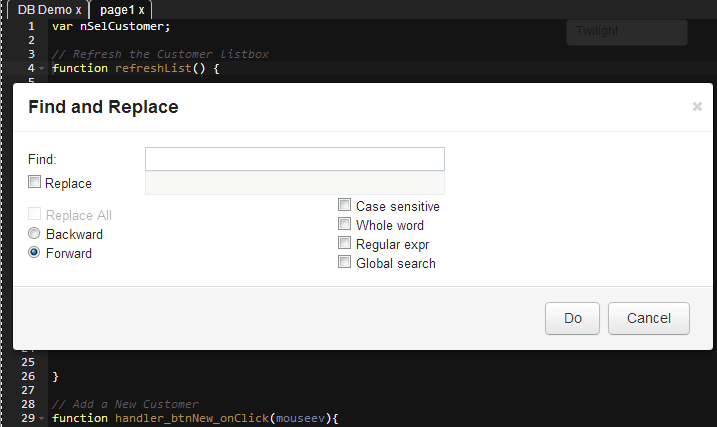 DB Demo x page1 x
1 var nSelCustomer;
Twilight
2
3 // Refresh the Customer listbox
4 function refreshList() {
Find and Replace ×
Find:
Replace
Replace All
Backward
Forward
Case sensitive
Whole word
Regular expr
Global search
Do Cancel
25
26 }
27
28 // Add a New Customer
29 function handler_btnNew_onClick(mouseev){